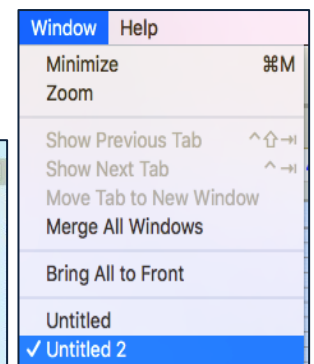 Window Help
Minimize ⌘M
Zoom
Show Previous Tab ^⇧⇥
Show Next Tab ^⇥
Move Tab to New Window
Merge All Windows
Bring All to Front
Untitled
✓ Untitled 2